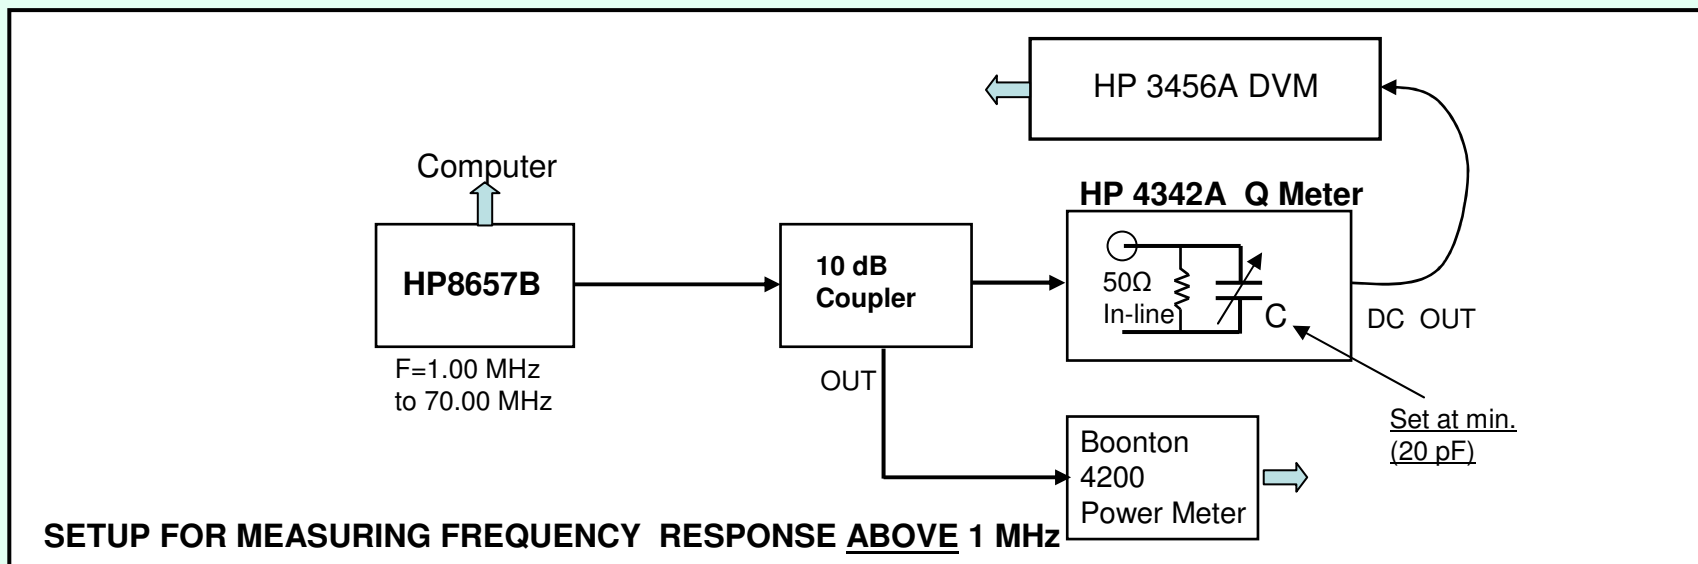 HP 3456A DVM
Computer
HP 4342A Q Meter
HP8657B
10 dB
Coupler
50Ω
In-line
C
DC OUT
F=1.00 MHz
to 70.00 MHz
OUT
Set at min.
(20 pF)
Boonton
4200
Power Meter
SETUP FOR MEASURING FREQUENCY RESPONSE ABOVE 1 MHz